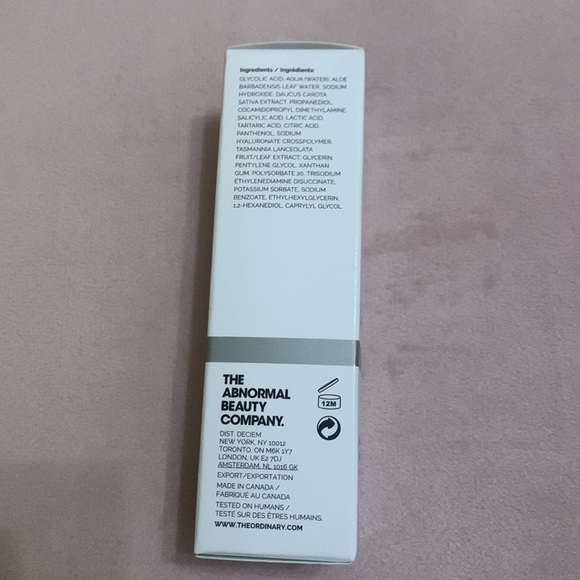 Ingredients / Ingrédients:
GLYCOLIC ACID, AQUA (WATER), ALOE
BARBADENSIS LEAF WATER, SODIUM
HYDROXIDE, DAUCUS CAROTA
SATIVA EXTRACT, PROPANEDIOL,
COCAMIDOPROPYL DIMETHYLAMINE,
SALICYLIC ACID, LACTIC ACID,
TARTARIC ACID, CITRIC ACID,
PANTHENOL, SODIUM
HYALURONATE CROSSPOLYMER,
TASMANNIA LANCEOLATA
FRUIT/LEAF EXTRACT, GLYCERIN,
PENTYLENE GLYCOL, XANTHAN
GUM, POLYSORBATE 20, TRISODIUM
ETHYLENEDIAMINE DISUCCINATE,
POTASSIUM SORBATE, SODIUM
BENZOATE, ETHYLHEXYLGLYCERIN,
1,2-HEXANEDIOL, CAPRYLYL GLYCOL
THE
ABNORMAL
BEAUTY
COMPANY.
12M
DIST. DECIEM
NEW YORK, NY 10012
TORONTO, ON M6K 1Y7
LONDON, UK E2 7DJ
AMSTERDAM, NL 1016 GK
EXPORT/EXPORTATION
MADE IN CANADA /
FABRIQUÉ AU CANADA
TESTED ON HUMANS /
TESTÉ SUR DES ÊTRES HUMAINS.
WWW.THEORDINARY.COM